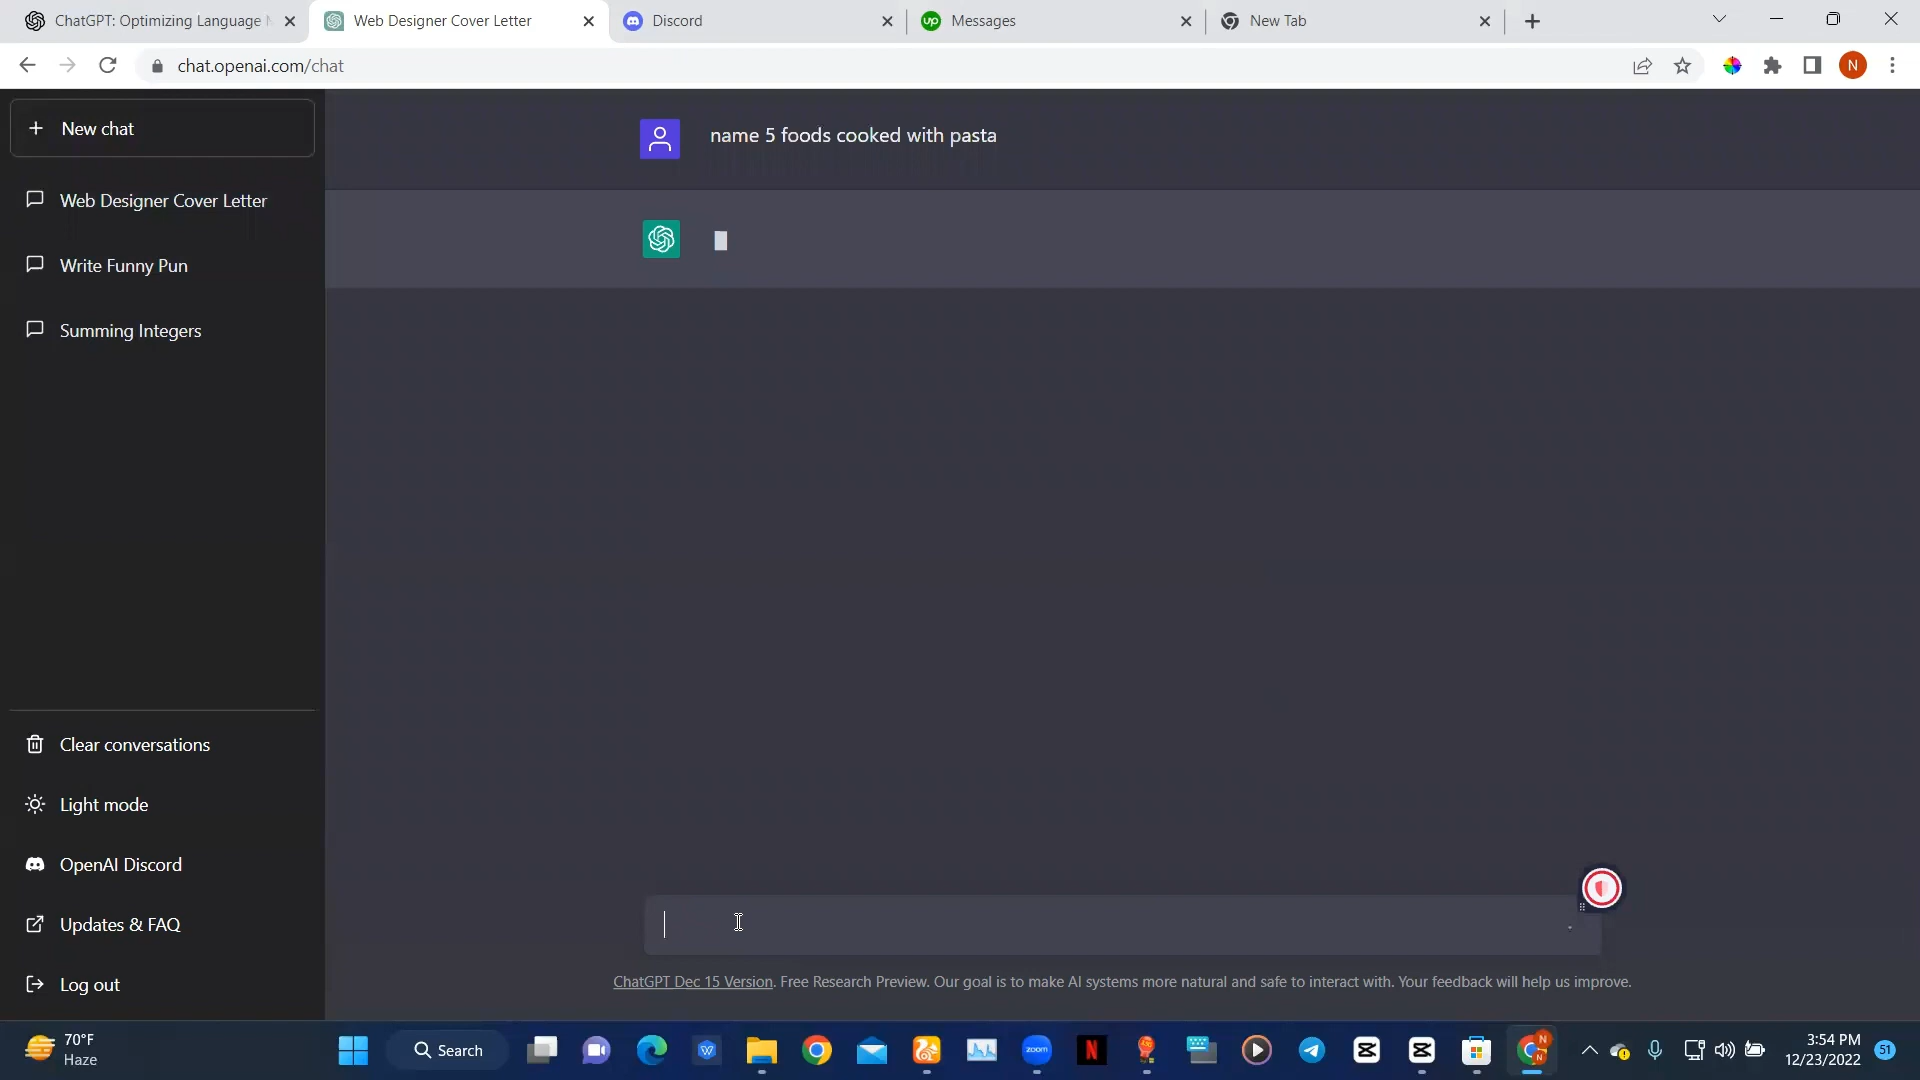 ChatGPT: Optimizing Language
Web Designer Cover Letter
Discord
Messages
New Tab
chat.openai.com/chat
N
New chat
Web Designer Cover Letter
Write Funny Pun
Summing Integers
name 5 foods cooked with pasta
Clear conversations
Light mode
OpenAI Discord
Updates & FAQ
Log out
ChatGPT Dec 15 Version. Free Research Preview. Our goal is to make AI systems more natural and safe to interact with. Your feedback will help us improve.
70°F
Haze
Search
zoom
3:54 PM
12/23/2022
51